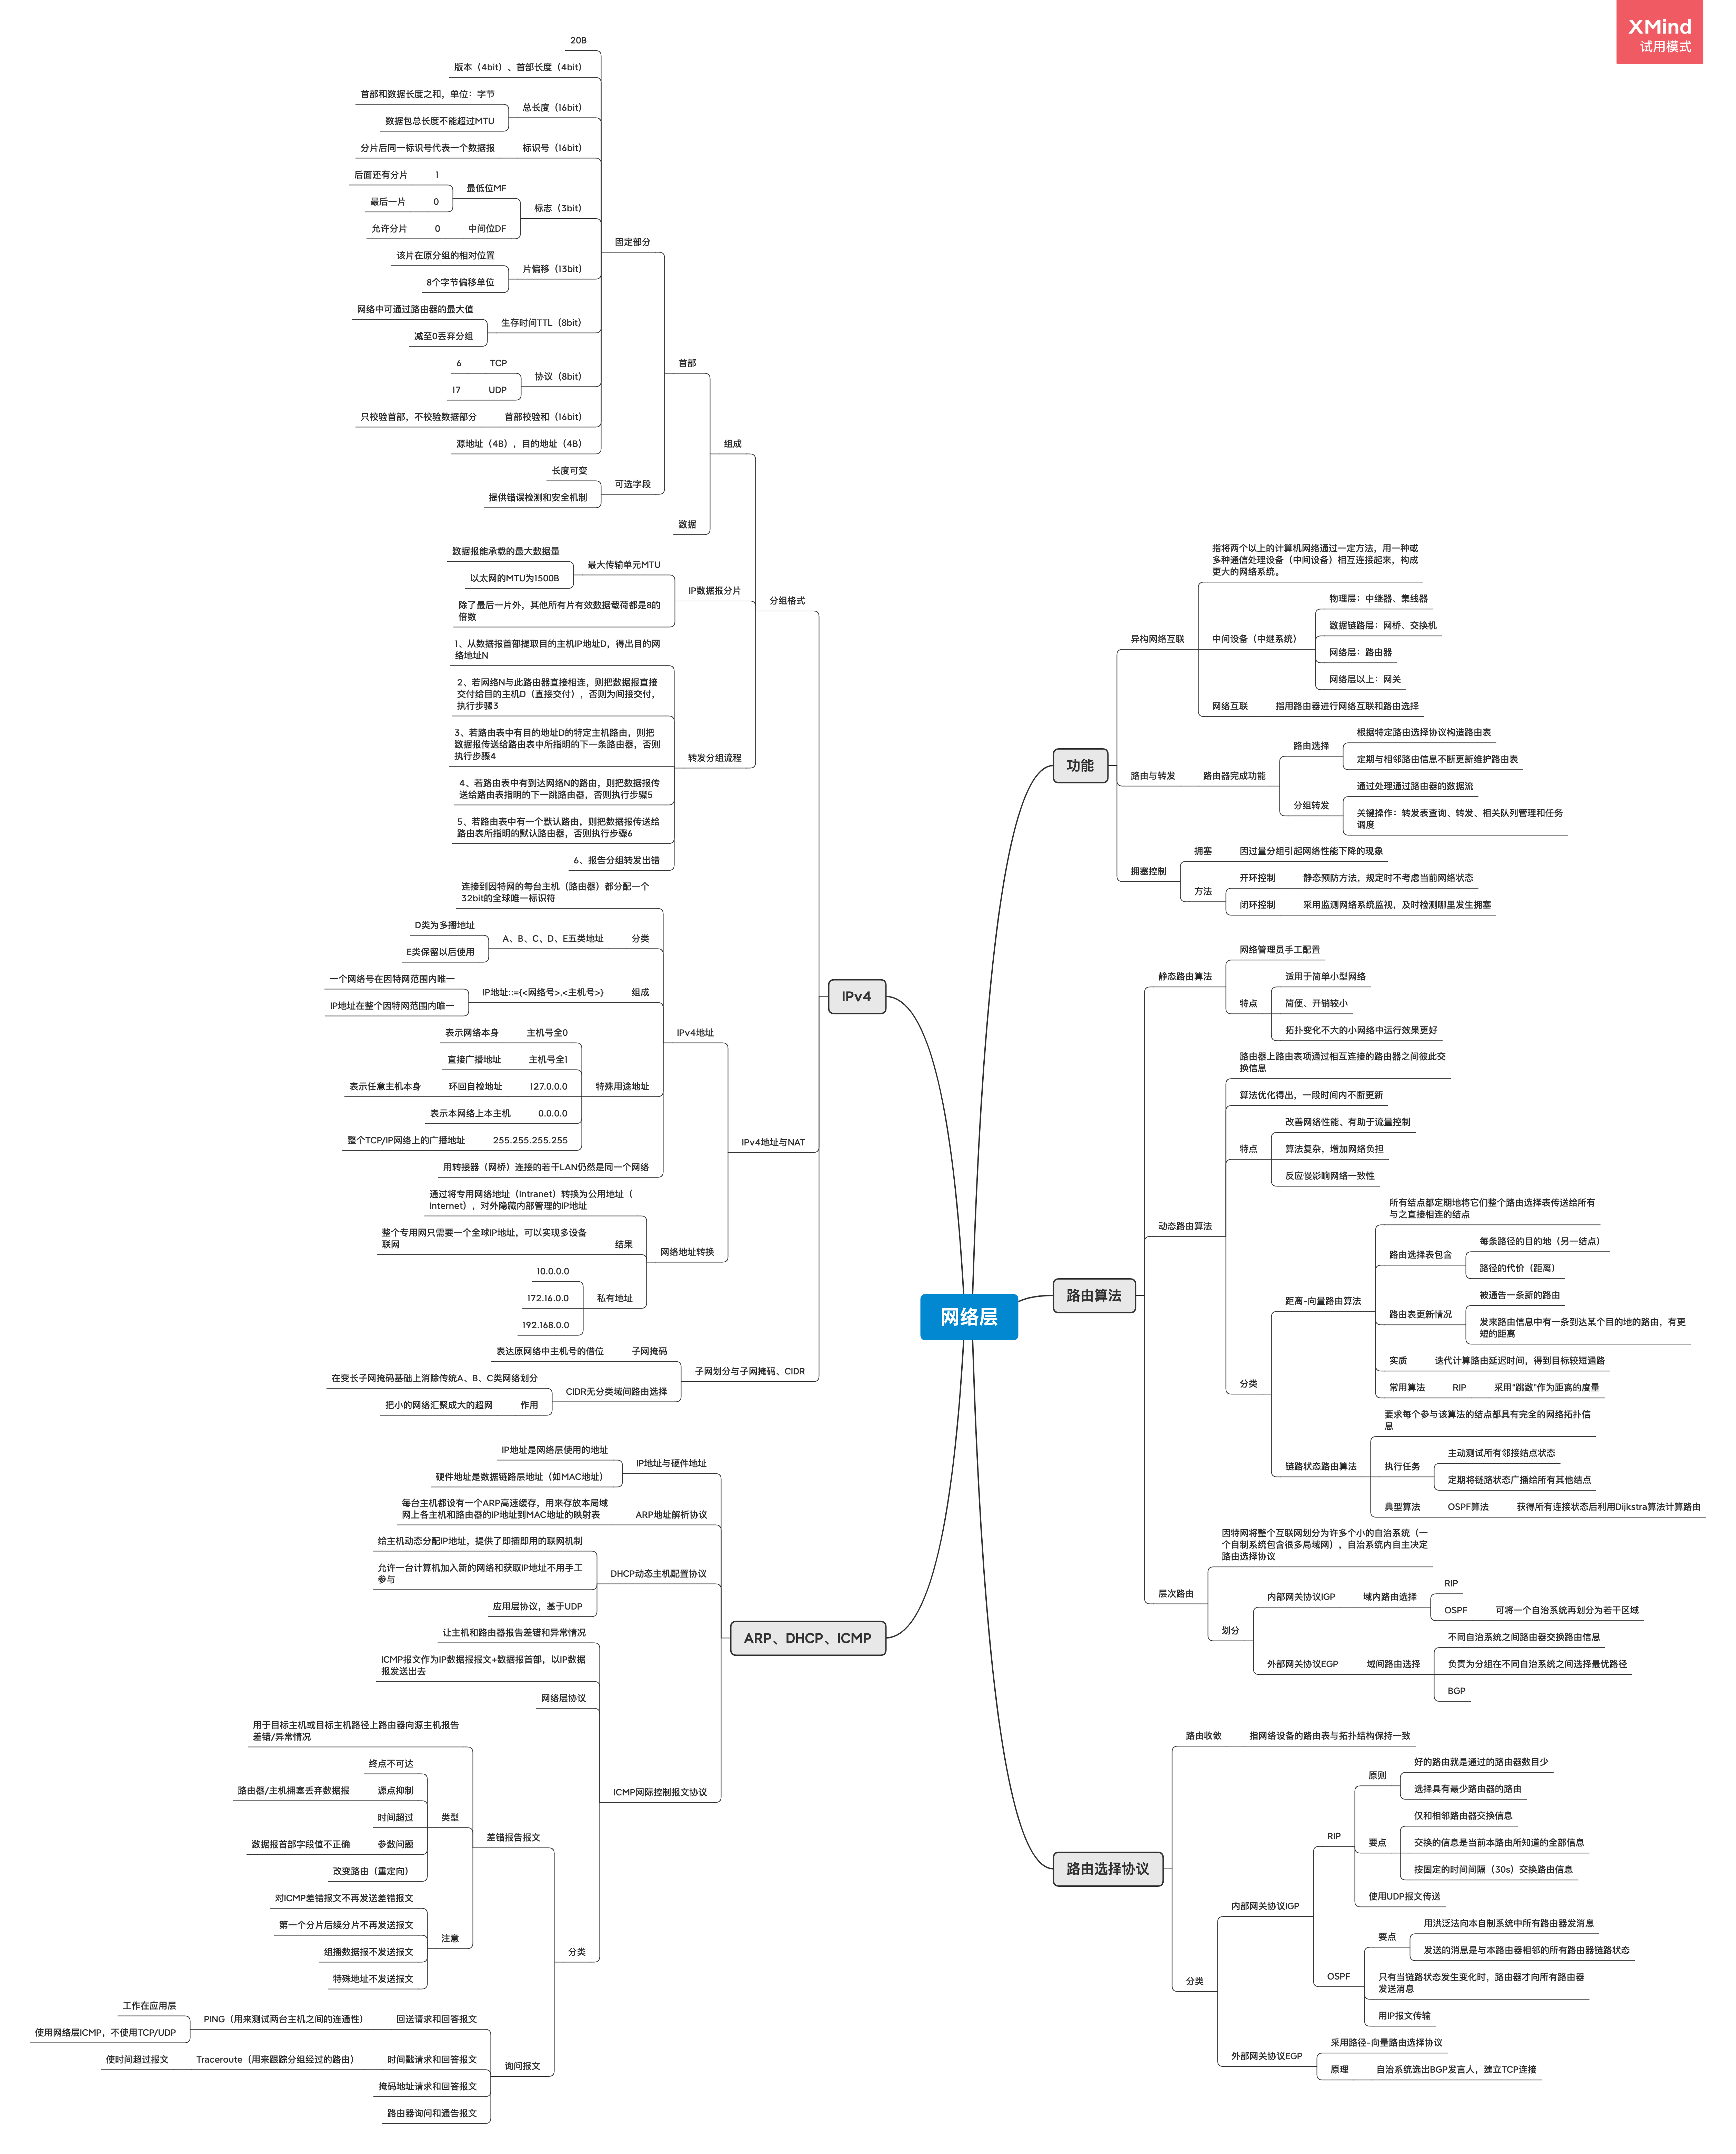 XMind
试用模式
网络层
功能
异构网络互联
指将两个以上的计算机网络通过一定方法，用一种或
多种通信处理设备（中间设备）相互连接起来，构成
更大的网络系统。
中间设备（中继系统）
物理层：中继器、集线器
数据链路层：网桥、交换机
网络层：路由器
网络层以上：网关
网络互联
指用路由器进行网络互联和路由选择
路由与转发
路由器完成功能
路由选择
根据特定路由选择协议构造路由表
定期与相邻路由信息不断更新维护路由表
分组转发
通过处理通过路由器的数据流
关键操作：转发表查询、转发、相关队列管理和任务
调度
拥塞控制
拥塞
因过量分组引起网络性能下降的现象
方法
开环控制
静态预防方法，规定时不考虑当前网络状态
闭环控制
采用监测网络系统监视，及时检测哪里发生拥塞
路由算法
静态路由算法
网络管理员手工配置
特点
适用于简单小型网络
简便、开销较小
拓扑变化不大的小网络中运行效果更好
动态路由算法
路由器上路由表项通过相互连接的路由器之间彼此交
换信息
算法优化得出，一段时间内不断更新
特点
改善网络性能、有助于流量控制
算法复杂，增加网络负担
反应慢影响网络一致性
分类
距离-向量路由算法
所有结点都定期地将它们整个路由选择表传送给所有
与之直接相连的结点
路由选择表包含
每条路径的目的地（另一结点）
路径的代价（距离）
路由表更新情况
被通告一条新的路由
发来路由信息中有一条到达某个目的地的路由，有更
短的距离
实质
迭代计算路由延迟时间，得到目标较短通路
常用算法
RIP
采用“跳数”作为距离的度量
链路状态路由算法
要求每个参与该算法的结点都具有完全的网络拓扑信
息
执行任务
主动测试所有邻接结点状态
定期将链路状态广播给所有其他结点
典型算法
OSPF算法
获得所有连接状态后利用Dijkstra算法计算路由
层次路由
因特网将整个互联网划分为许多个小的自治系统（一
个自制系统包含很多局域网），自治系统内自主决定
路由选择协议
划分
内部网关协议IGP
域内路由选择
RIP
OSPF
可将一个自治系统再划分为若干区域
外部网关协议EGP
域间路由选择
不同自治系统之间路由器交换路由信息
负责为分组在不同自治系统之间选择最优路径
BGP
路由选择协议
路由收敛
指网络设备的路由表与拓扑结构保持一致
分类
内部网关协议IGP
RIP
原则
好的路由就是通过的路由器数目少
选择具有最少路由器的路由
要点
仅和相邻路由器交换信息
交换的信息是当前本路由所知道的全部信息
按固定的时间间隔（30s）交换路由信息
使用UDP报文传送
OSPF
要点
用洪泛法向本自制系统中所有路由器发消息
发送的消息是与本路由器相邻的所有路由器链路状态
只有当链路状态发生变化时，路由器才向所有路由器
发送消息
用IP报文传输
外部网关协议EGP
采用路径-向量路由选择协议
原理
自治系统选出BGP发言人，建立TCP连接
IPv4
分组格式
组成
首部
固定部分
20B
版本（4bit）、首部长度（4bit）
总长度（16bit）
首部和数据长度之和，单位：字节
数据包总长度不能超过MTU
标识号（16bit）
分片后同一标识号代表一个数据报
标志（3bit）
最低位MF
1
后面还有分片
0
最后一片
中间位DF
0
允许分片
片偏移（13bit）
该片在原分组的相对位置
8个字节偏移单位
生存时间TTL（8bit）
网络中可通过路由器的最大值
减至0丢弃分组
协议（8bit）
TCP
6
UDP
17
首部校验和（16bit）
只校验首部，不校验数据部分
源地址（4B），目的地址（4B）
可选字段
长度可变
提供错误检测和安全机制
数据
IP数据报分片
最大传输单元MTU
数据报能承载的最大数据量
以太网的MTU为1500B
除了最后一片外，其他所有片有效数据载荷都是8的
倍数
转发分组流程
1、从数据报首部提取目的主机IP地址D，得出目的网
络地址N
2、若网络N与此路由器直接相连，则把数据报直接
交付给目的主机D（直接交付），否则为间接交付，
执行步骤3
3、若路由表中有目的地址D的特定主机路由，则把
数据报传送给路由表中所指明的下一条路由器，否则
执行步骤4
4、若路由表中有到达网络N的路由，则把数据报传
送给路由表指明的下一跳路由器，否则执行步骤5
5、若路由表中有一个默认路由，则把数据报传送给
路由表所指明的默认路由器，否则执行步骤6
6、报告分组转发出错
IPv4地址与NAT
IPv4地址
连接到因特网的每台主机（路由器）都分配一个
32bit的全球唯一标识符
分类
A、B、C、D、E五类地址
D类为多播地址
E类保留以后使用
组成
IP地址::={<网络号>,<主机号>}
一个网络号在因特网范围内唯一
IP地址在整个因特网范围内唯一
特殊用途地址
主机号全0
表示网络本身
主机号全1
直接广播地址
127.0.0.0
环回自检地址
表示任意主机本身
0.0.0.0
表示本网络上本主机
255.255.255.255
整个TCP/IP网络上的广播地址
用转接器（网桥）连接的若干LAN仍然是同一个网络
网络地址转换
通过将专用网络地址（Intranet）转换为公用地址（
Internet），对外隐藏内部管理的IP地址
结果
整个专用网只需要一个全球IP地址，可以实现多设备
联网
私有地址
10.0.0.0
172.16.0.0
192.168.0.0
子网划分与子网掩码、CIDR
子网掩码
表达原网络中主机号的借位
CIDR无分类域间路由选择
在变长子网掩码基础上消除传统A、B、C类网络划分
作用
把小的网络汇聚成大的超网
ARP、DHCP、ICMP
IP地址与硬件地址
IP地址是网络层使用的地址
硬件地址是数据链路层地址（如MAC地址）
ARP地址解析协议
每台主机都设有一个ARP高速缓存，用来存放本局域
网上各主机和路由器的IP地址到MAC地址的映射表
DHCP动态主机配置协议
给主机动态分配IP地址，提供了即插即用的联网机制
允许一台计算机加入新的网络和获取IP地址不用手工
参与
应用层协议，基于UDP
ICMP网际控制报文协议
让主机和路由器报告差错和异常情况
ICMP报文作为IP数据报报文+数据报首部，以IP数据
报发送出去
网络层协议
分类
差错报告报文
用于目标主机或目标主机路径上路由器向源主机报告
差错/异常情况
类型
终点不可达
源点抑制
路由器/主机拥塞丢弃数据报
时间超过
参数问题
数据报首部字段值不正确
改变路由（重定向）
注意
对ICMP差错报文不再发送差错报文
第一个分片后续分片不再发送报文
组播数据报不发送报文
特殊地址不发送报文
询问报文
回送请求和回答报文
PING（用来测试两台主机之间的连通性）
工作在应用层
使用网络层ICMP，不使用TCP/UDP
时间戳请求和回答报文
Traceroute（用来跟踪分组经过的路由）
使时间超过报文
掩码地址请求和回答报文
路由器询问和通告报文